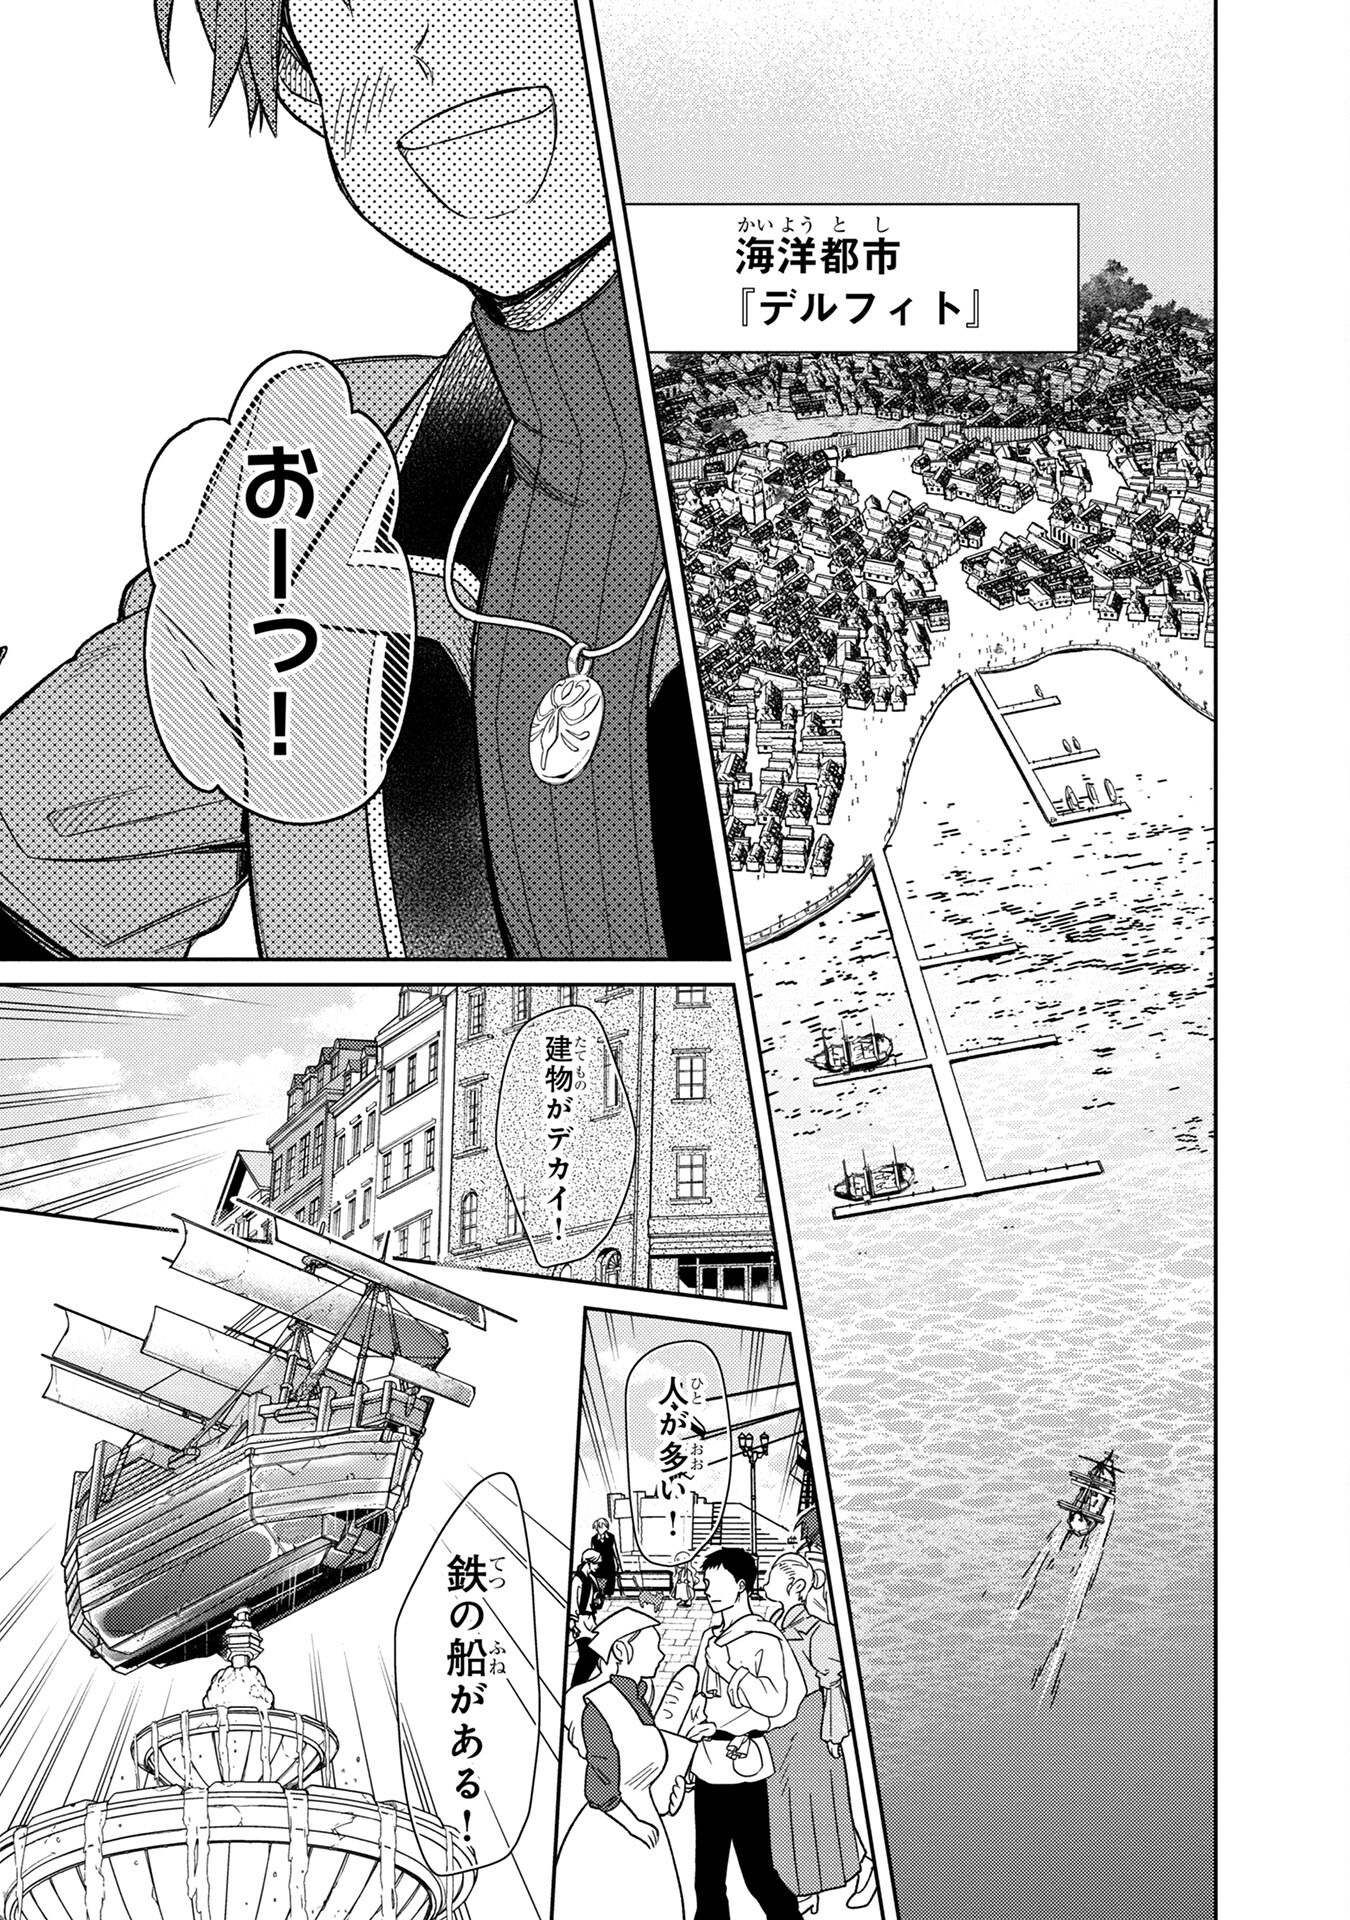 海洋都市
『デルフィト』
おーっ！
建物がデカイ！
人が多い！
鉄の船がある！